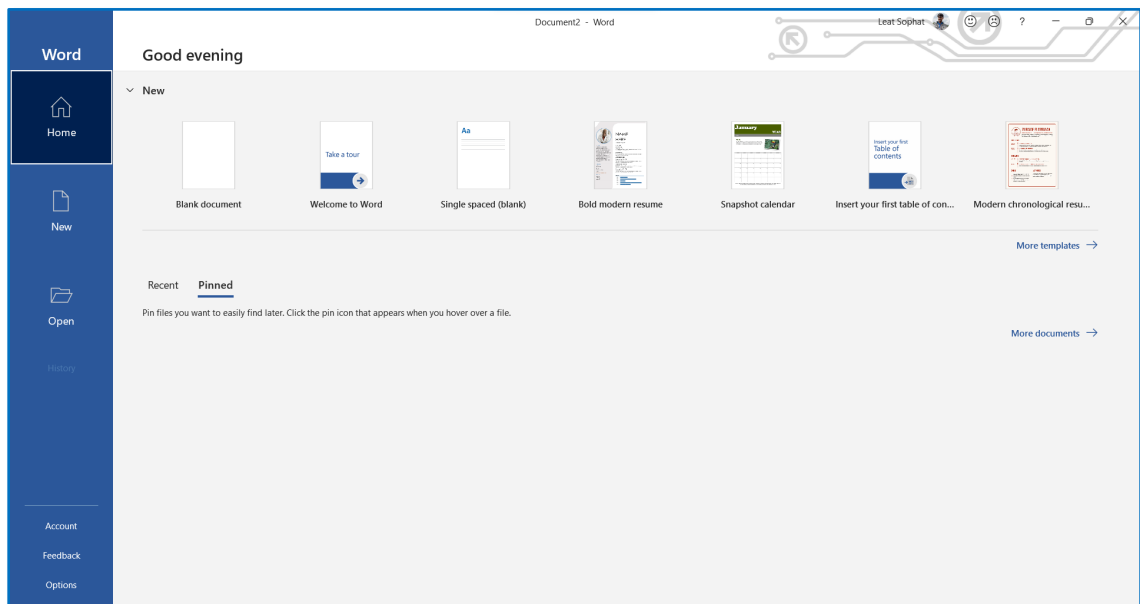 Document2 - Word
Leat Sophat
?
Word
Good evening
Home
New
Open
History
Account
Feedback
Options
New
Take a tour
Aa
January
Insert your first
Table of
contents
Blank document
Welcome to Word
Single spaced (blank)
Bold modern resume
Snapshot calendar
Insert your first table of con...
Modern chronological resu...
More templates
Recent Pinned
Pin files you want to easily find later. Click the pin icon that appears when you hover over a file.
More documents